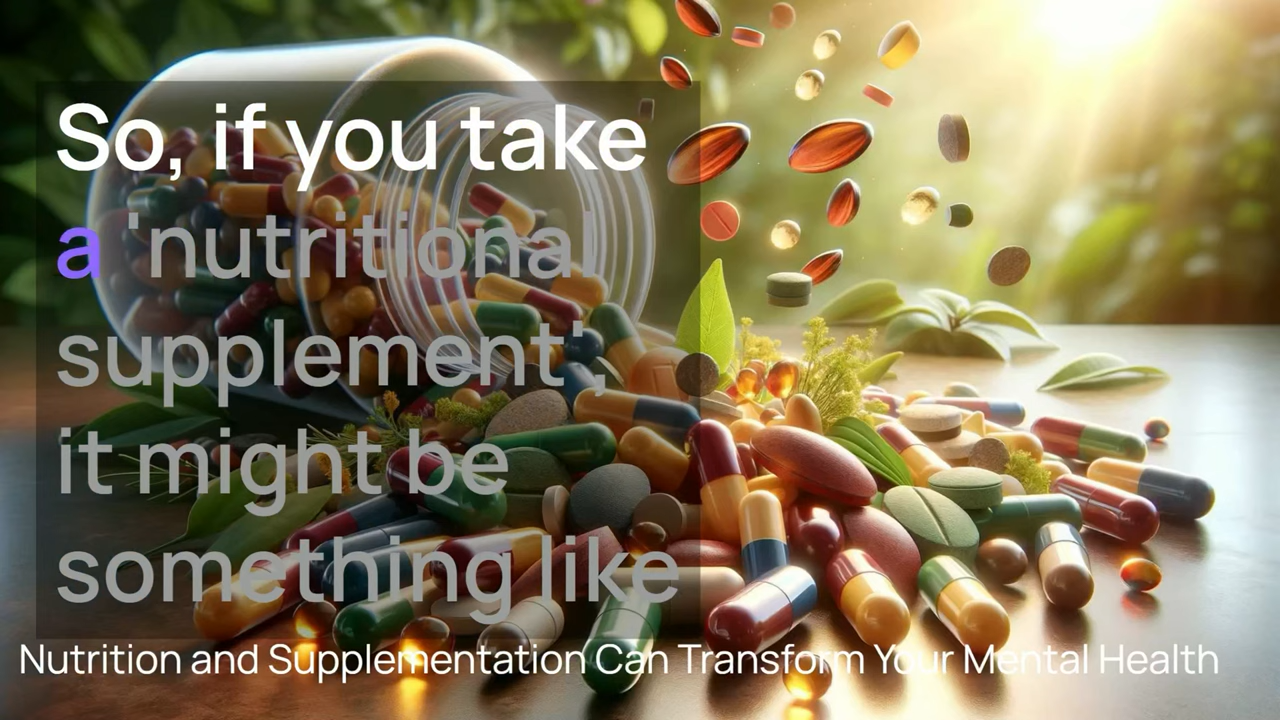 So, if you take
a 'nutritional
supplement',
it might be
something like
Nutrition and Supplementation Can Transform Your Mental Health